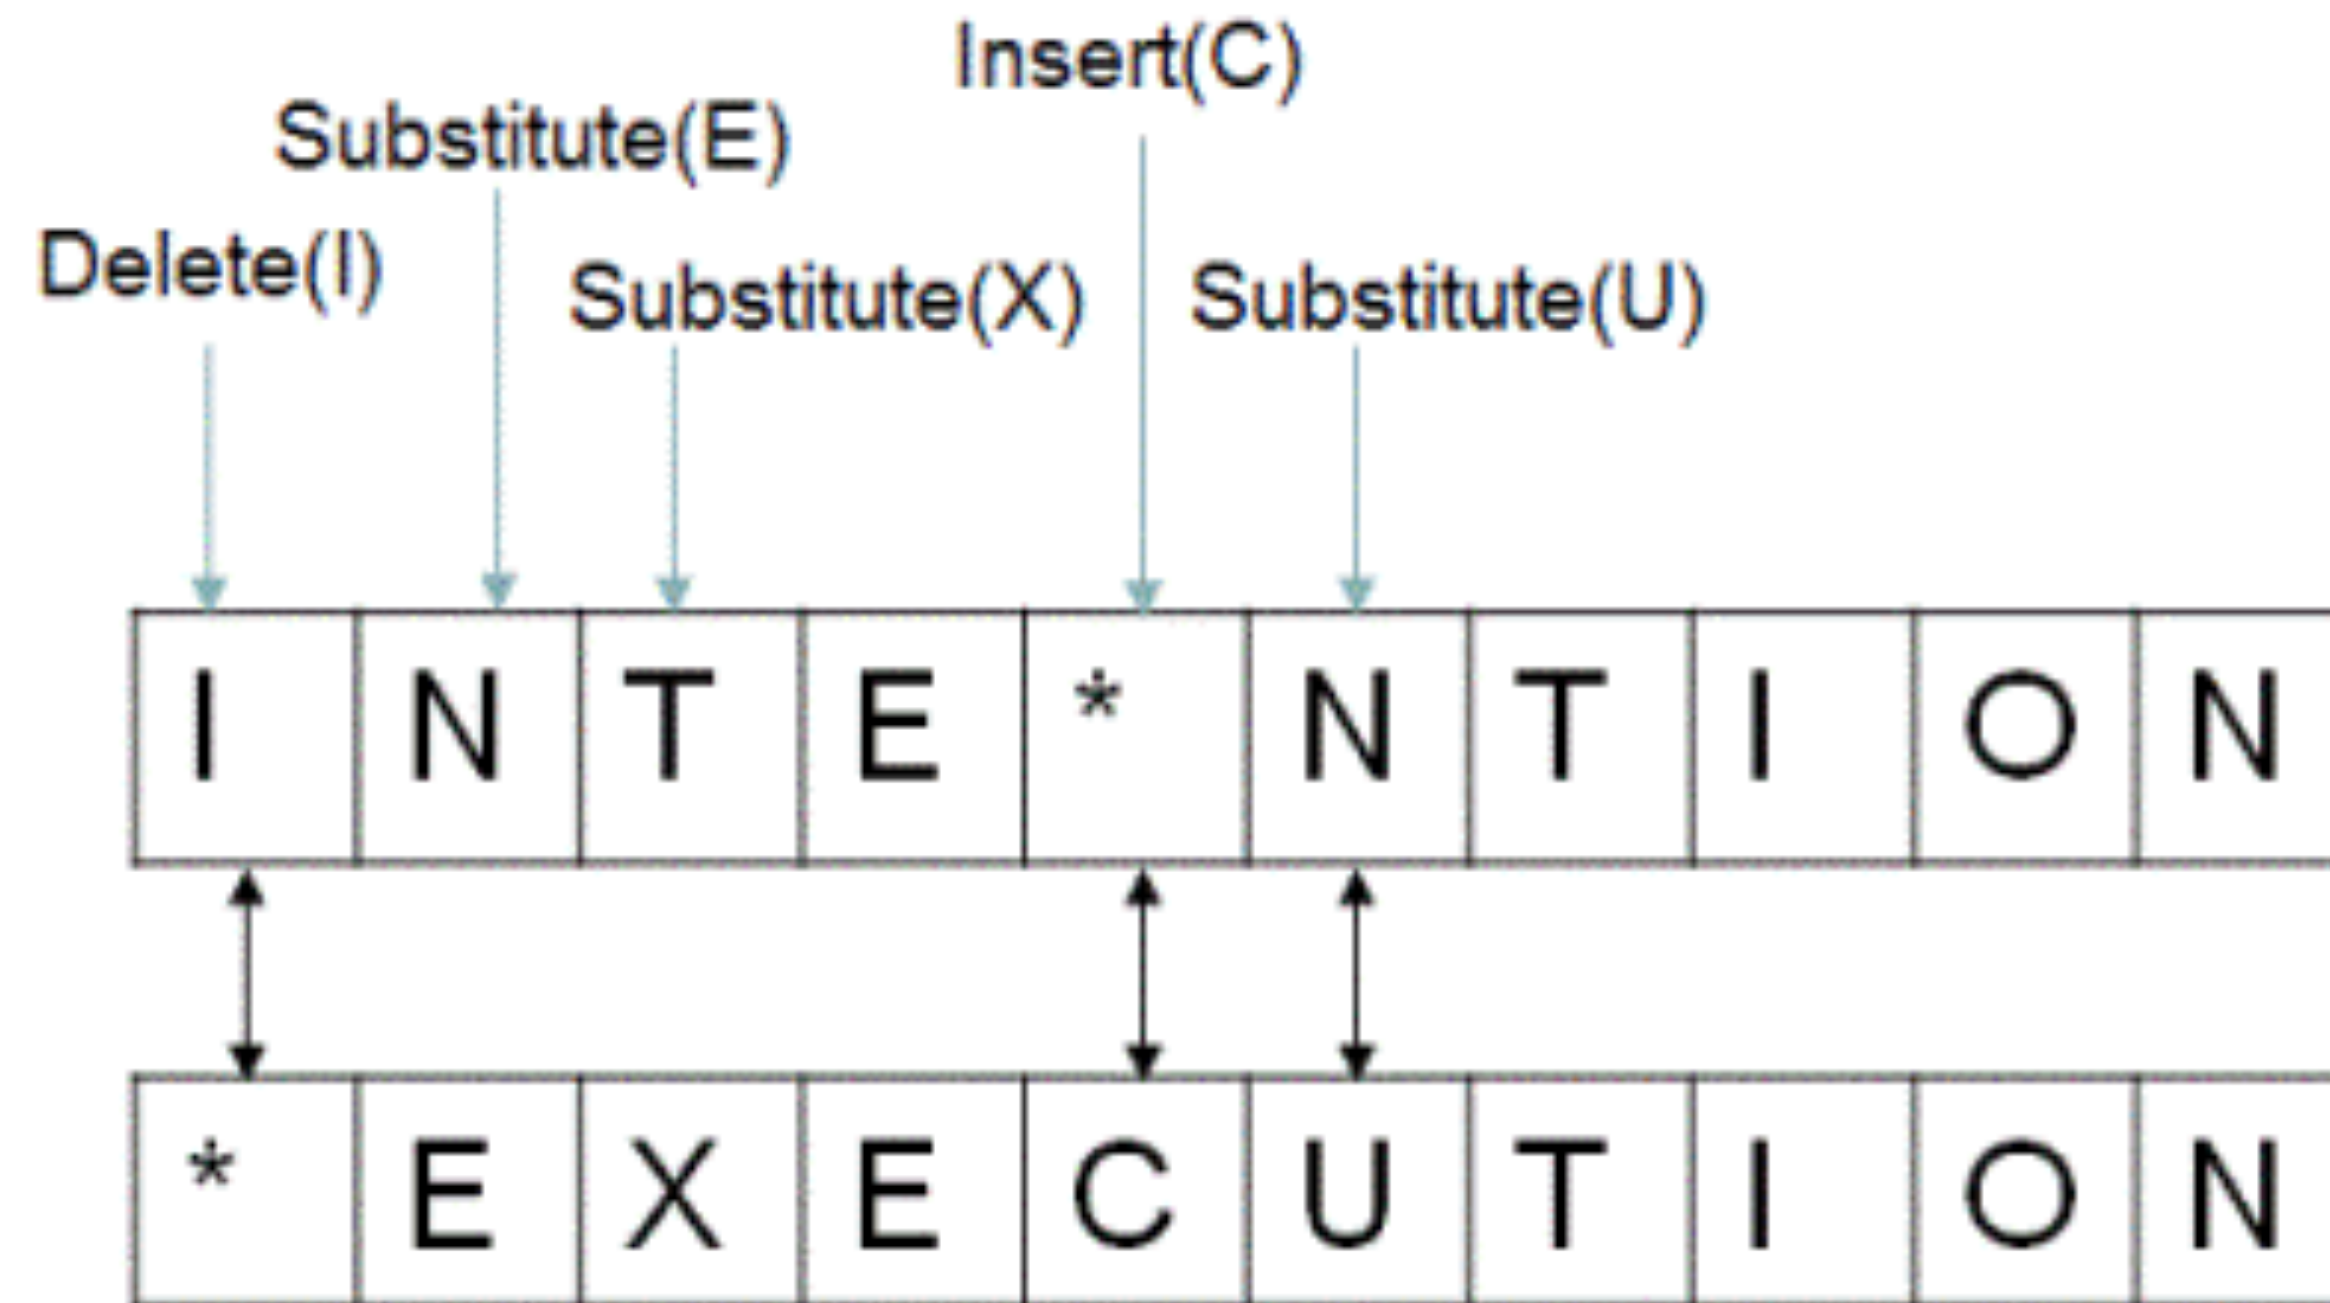 Insert(C)
Substitute(E)
Delete(I)
Substitute(X) Substitute(U)
I N T E * N T I O N
* E X E C U T I O N